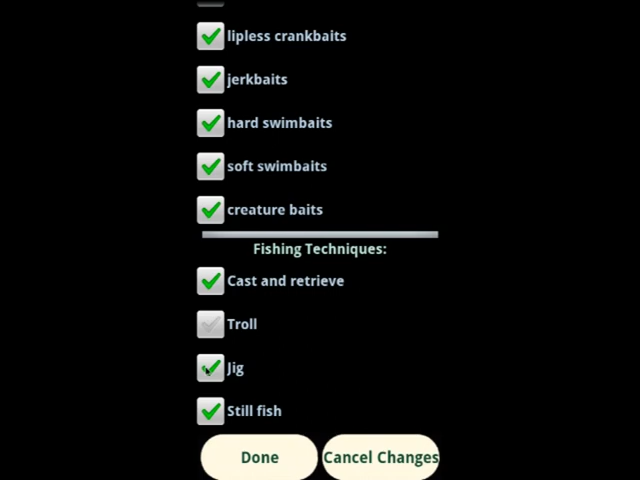 lipless crankbaits
jerkbaits
hard swimbaits
soft swimbaits
creature baits
Fishing Techniques:
Cast and retrieve
Troll
Jig
Still fish
Done
Cancel Changes